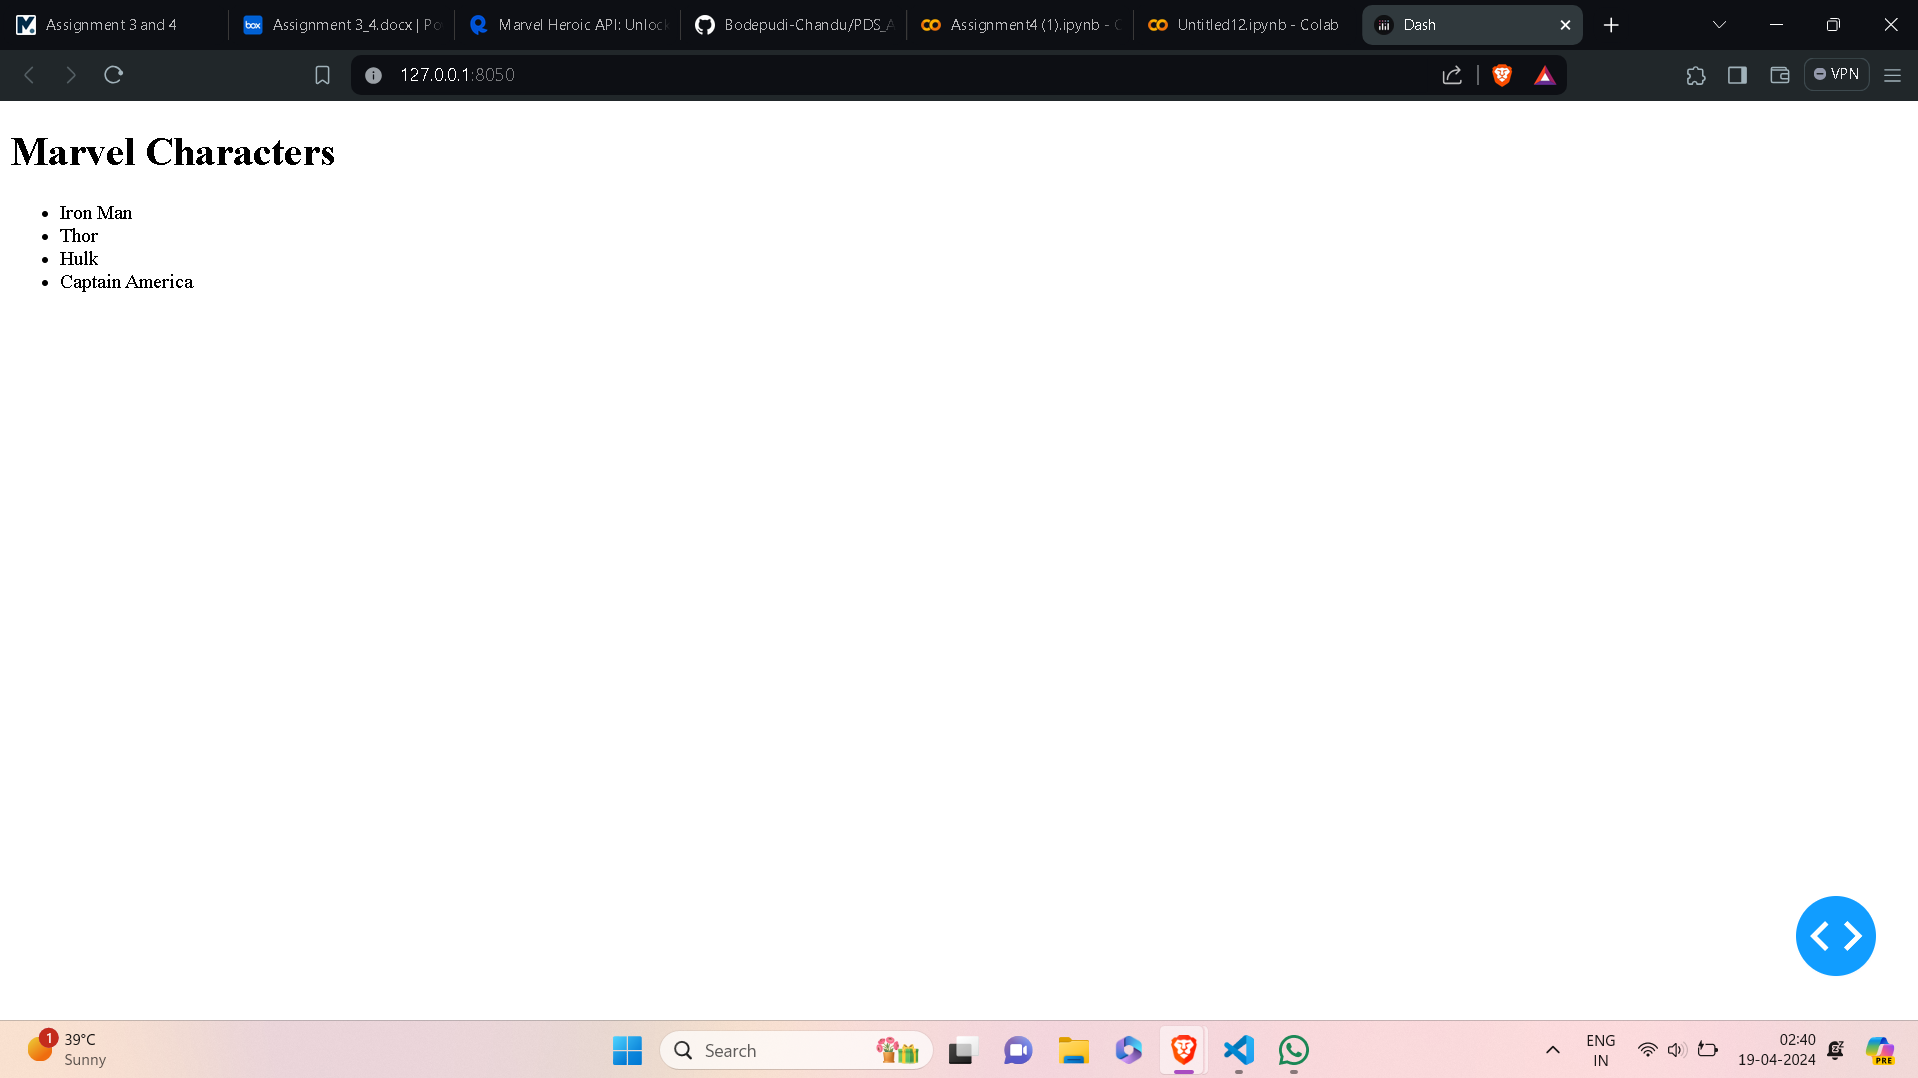 Assignment 3 and 4
box
Assignment 3_4.docx | Po
Marvel Heroic API: Unlock
Bodepudi-Chandu/PDS_A
Assignment4 (1).ipynb - C
Untitled12.ipynb - Colab
Dash
127.0.0.1:8050
VPN
Marvel Characters
• Iron Man
• Thor
• Hulk
• Captain America
1
39°C
Sunny
Search
ENG
IN
02:40
19-04-2024
PRE